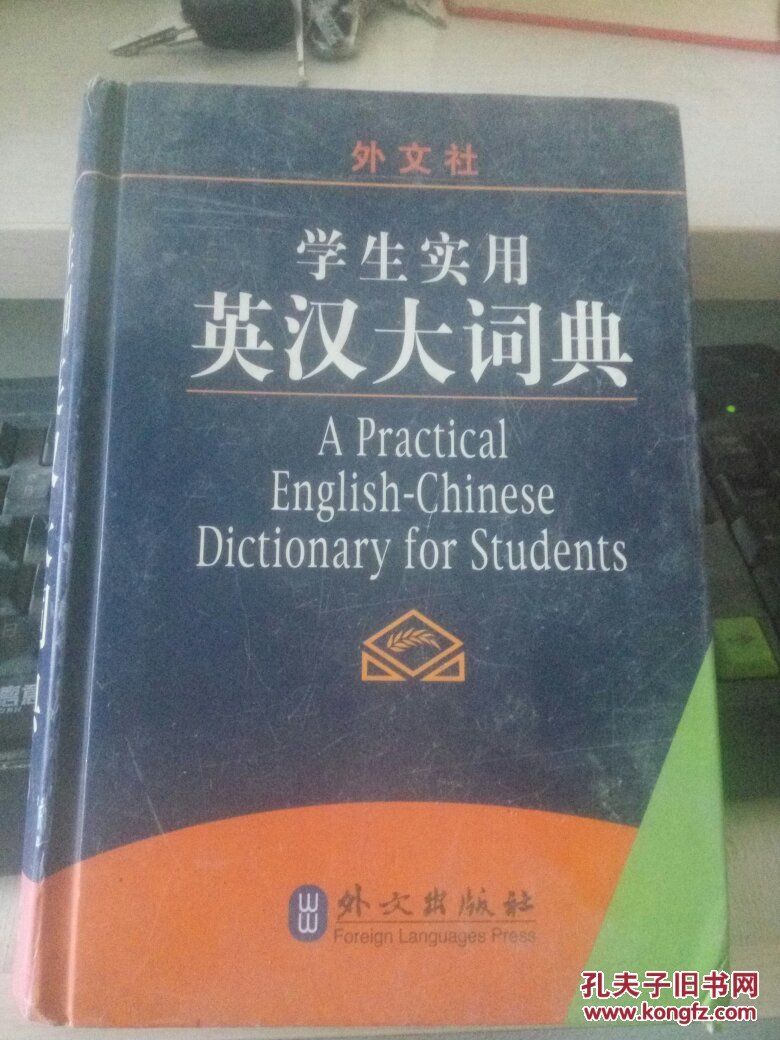 外文社
学生实用
英汉大词典
A Practical
English-Chinese
Dictionary for Students
外文出版社
Foreign Languages Press
孔夫子旧书网
www.kongfz.com